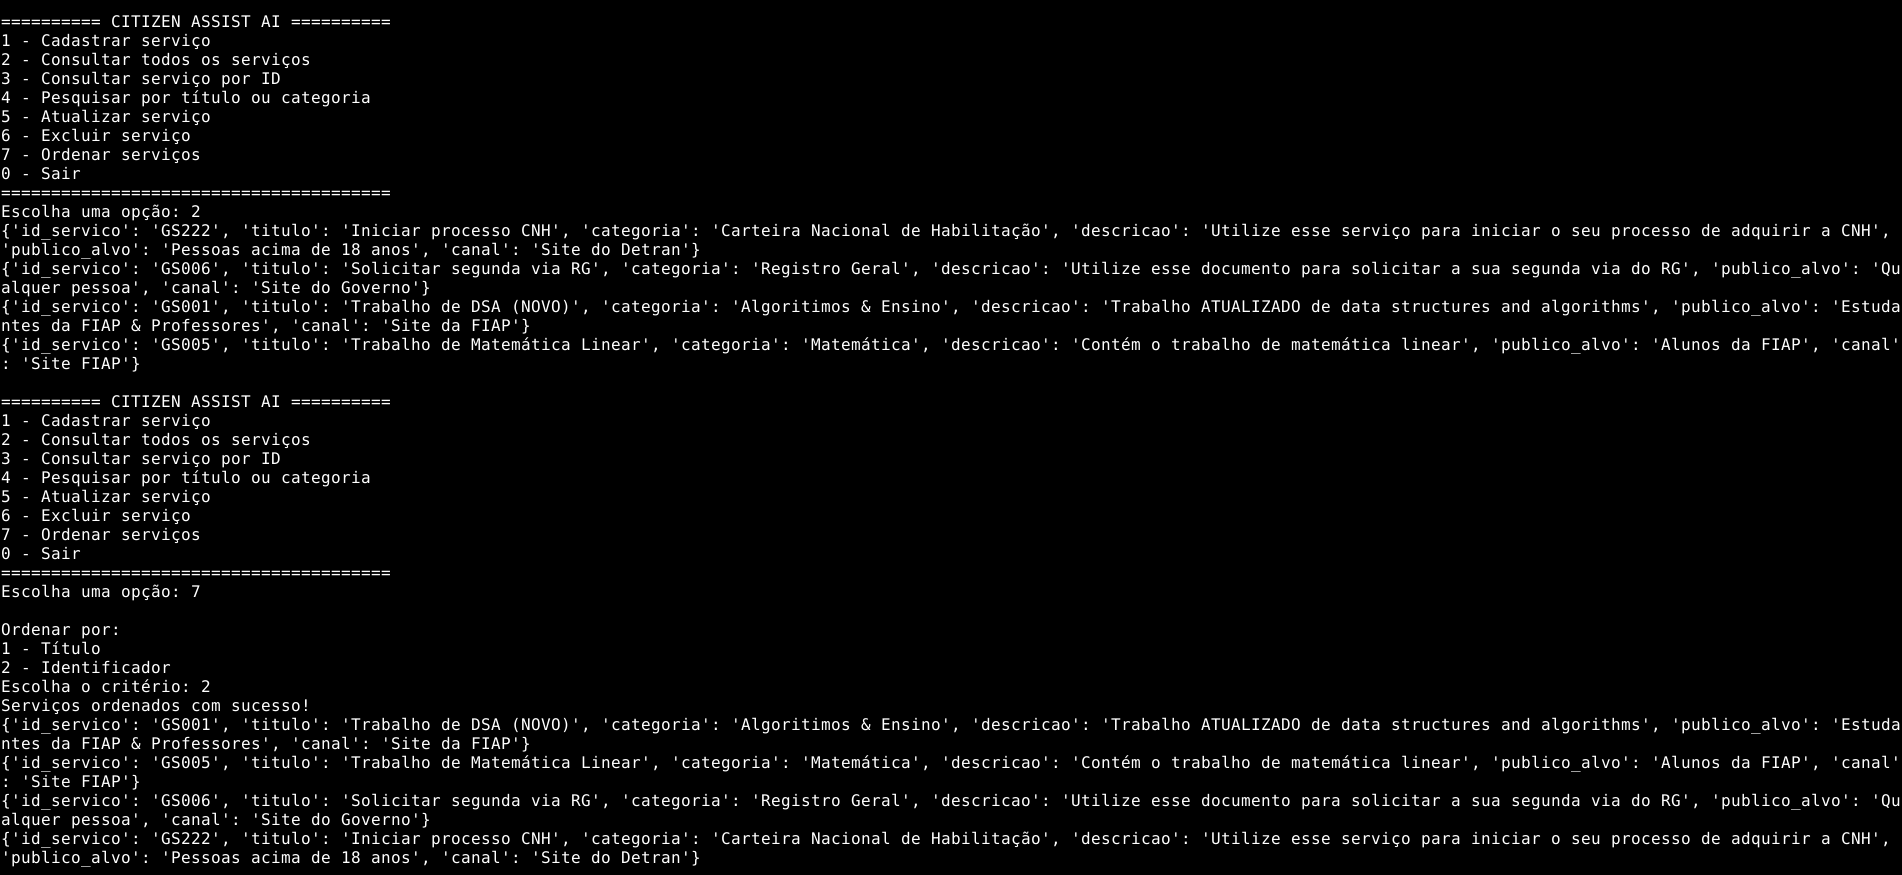 ========== CITIZEN ASSIST AI ==========
1 - Cadastrar serviço
2 - Consultar todos os serviços
3 - Consultar serviço por ID
4 - Pesquisar por título ou categoria
5 - Atualizar serviço
6 - Excluir serviço
7 - Ordenar serviços
0 - Sair
=======================================
Escolha uma opção: 2
{'id_servico': 'GS222', 'titulo': 'Iniciar processo CNH', 'categoria': 'Carteira Nacional de Habilitação', 'descricao': 'Utilize esse serviço para iniciar o seu processo de adquirir a CNH',
'publico_alvo': 'Pessoas acima de 18 anos', 'canal': 'Site do Detran'}
{'id_servico': 'GS006', 'titulo': 'Solicitar segunda via RG', 'categoria': 'Registro Geral', 'descricao': 'Utilize esse documento para solicitar a sua segunda via do RG', 'publico_alvo': 'Qu
alquer pessoa', 'canal': 'Site do Governo'}
{'id_servico': 'GS001', 'titulo': 'Trabalho de DSA (NOVO)', 'categoria': 'Algoritimos & Ensino', 'descricao': 'Trabalho ATUALIZADO de data structures and algorithms', 'publico_alvo': 'Estuda
ntes da FIAP & Professores', 'canal': 'Site da FIAP'}
{'id_servico': 'GS005', 'titulo': 'Trabalho de Matemática Linear', 'categoria': 'Matemática', 'descricao': 'Contém o trabalho de matemática linear', 'publico_alvo': 'Alunos da FIAP', 'canal'
: 'Site FIAP'}
========== CITIZEN ASSIST AI ==========
1 - Cadastrar serviço
2 - Consultar todos os serviços
3 - Consultar serviço por ID
4 - Pesquisar por título ou categoria
5 - Atualizar serviço
6 - Excluir serviço
7 - Ordenar serviços
0 - Sair
=======================================
Escolha uma opção: 7
Ordenar por:
1 - Título
2 - Identificador
Escolha o critério: 2
Serviços ordenados com sucesso!
{'id_servico': 'GS001', 'titulo': 'Trabalho de DSA (NOVO)', 'categoria': 'Algoritimos & Ensino', 'descricao': 'Trabalho ATUALIZADO de data structures and algorithms', 'publico_alvo': 'Estuda
ntes da FIAP & Professores', 'canal': 'Site da FIAP'}
{'id_servico': 'GS005', 'titulo': 'Trabalho de Matemática Linear', 'categoria': 'Matemática', 'descricao': 'Contém o trabalho de matemática linear', 'publico_alvo': 'Alunos da FIAP', 'canal'
: 'Site FIAP'}
{'id_servico': 'GS006', 'titulo': 'Solicitar segunda via RG', 'categoria': 'Registro Geral', 'descricao': 'Utilize esse documento para solicitar a sua segunda via do RG', 'publico_alvo': 'Qu
alquer pessoa', 'canal': 'Site do Governo'}
{'id_servico': 'GS222', 'titulo': 'Iniciar processo CNH', 'categoria': 'Carteira Nacional de Habilitação', 'descricao': 'Utilize esse serviço para iniciar o seu processo de adquirir a CNH',
'publico_alvo': 'Pessoas acima de 18 anos', 'canal': 'Site do Detran'}